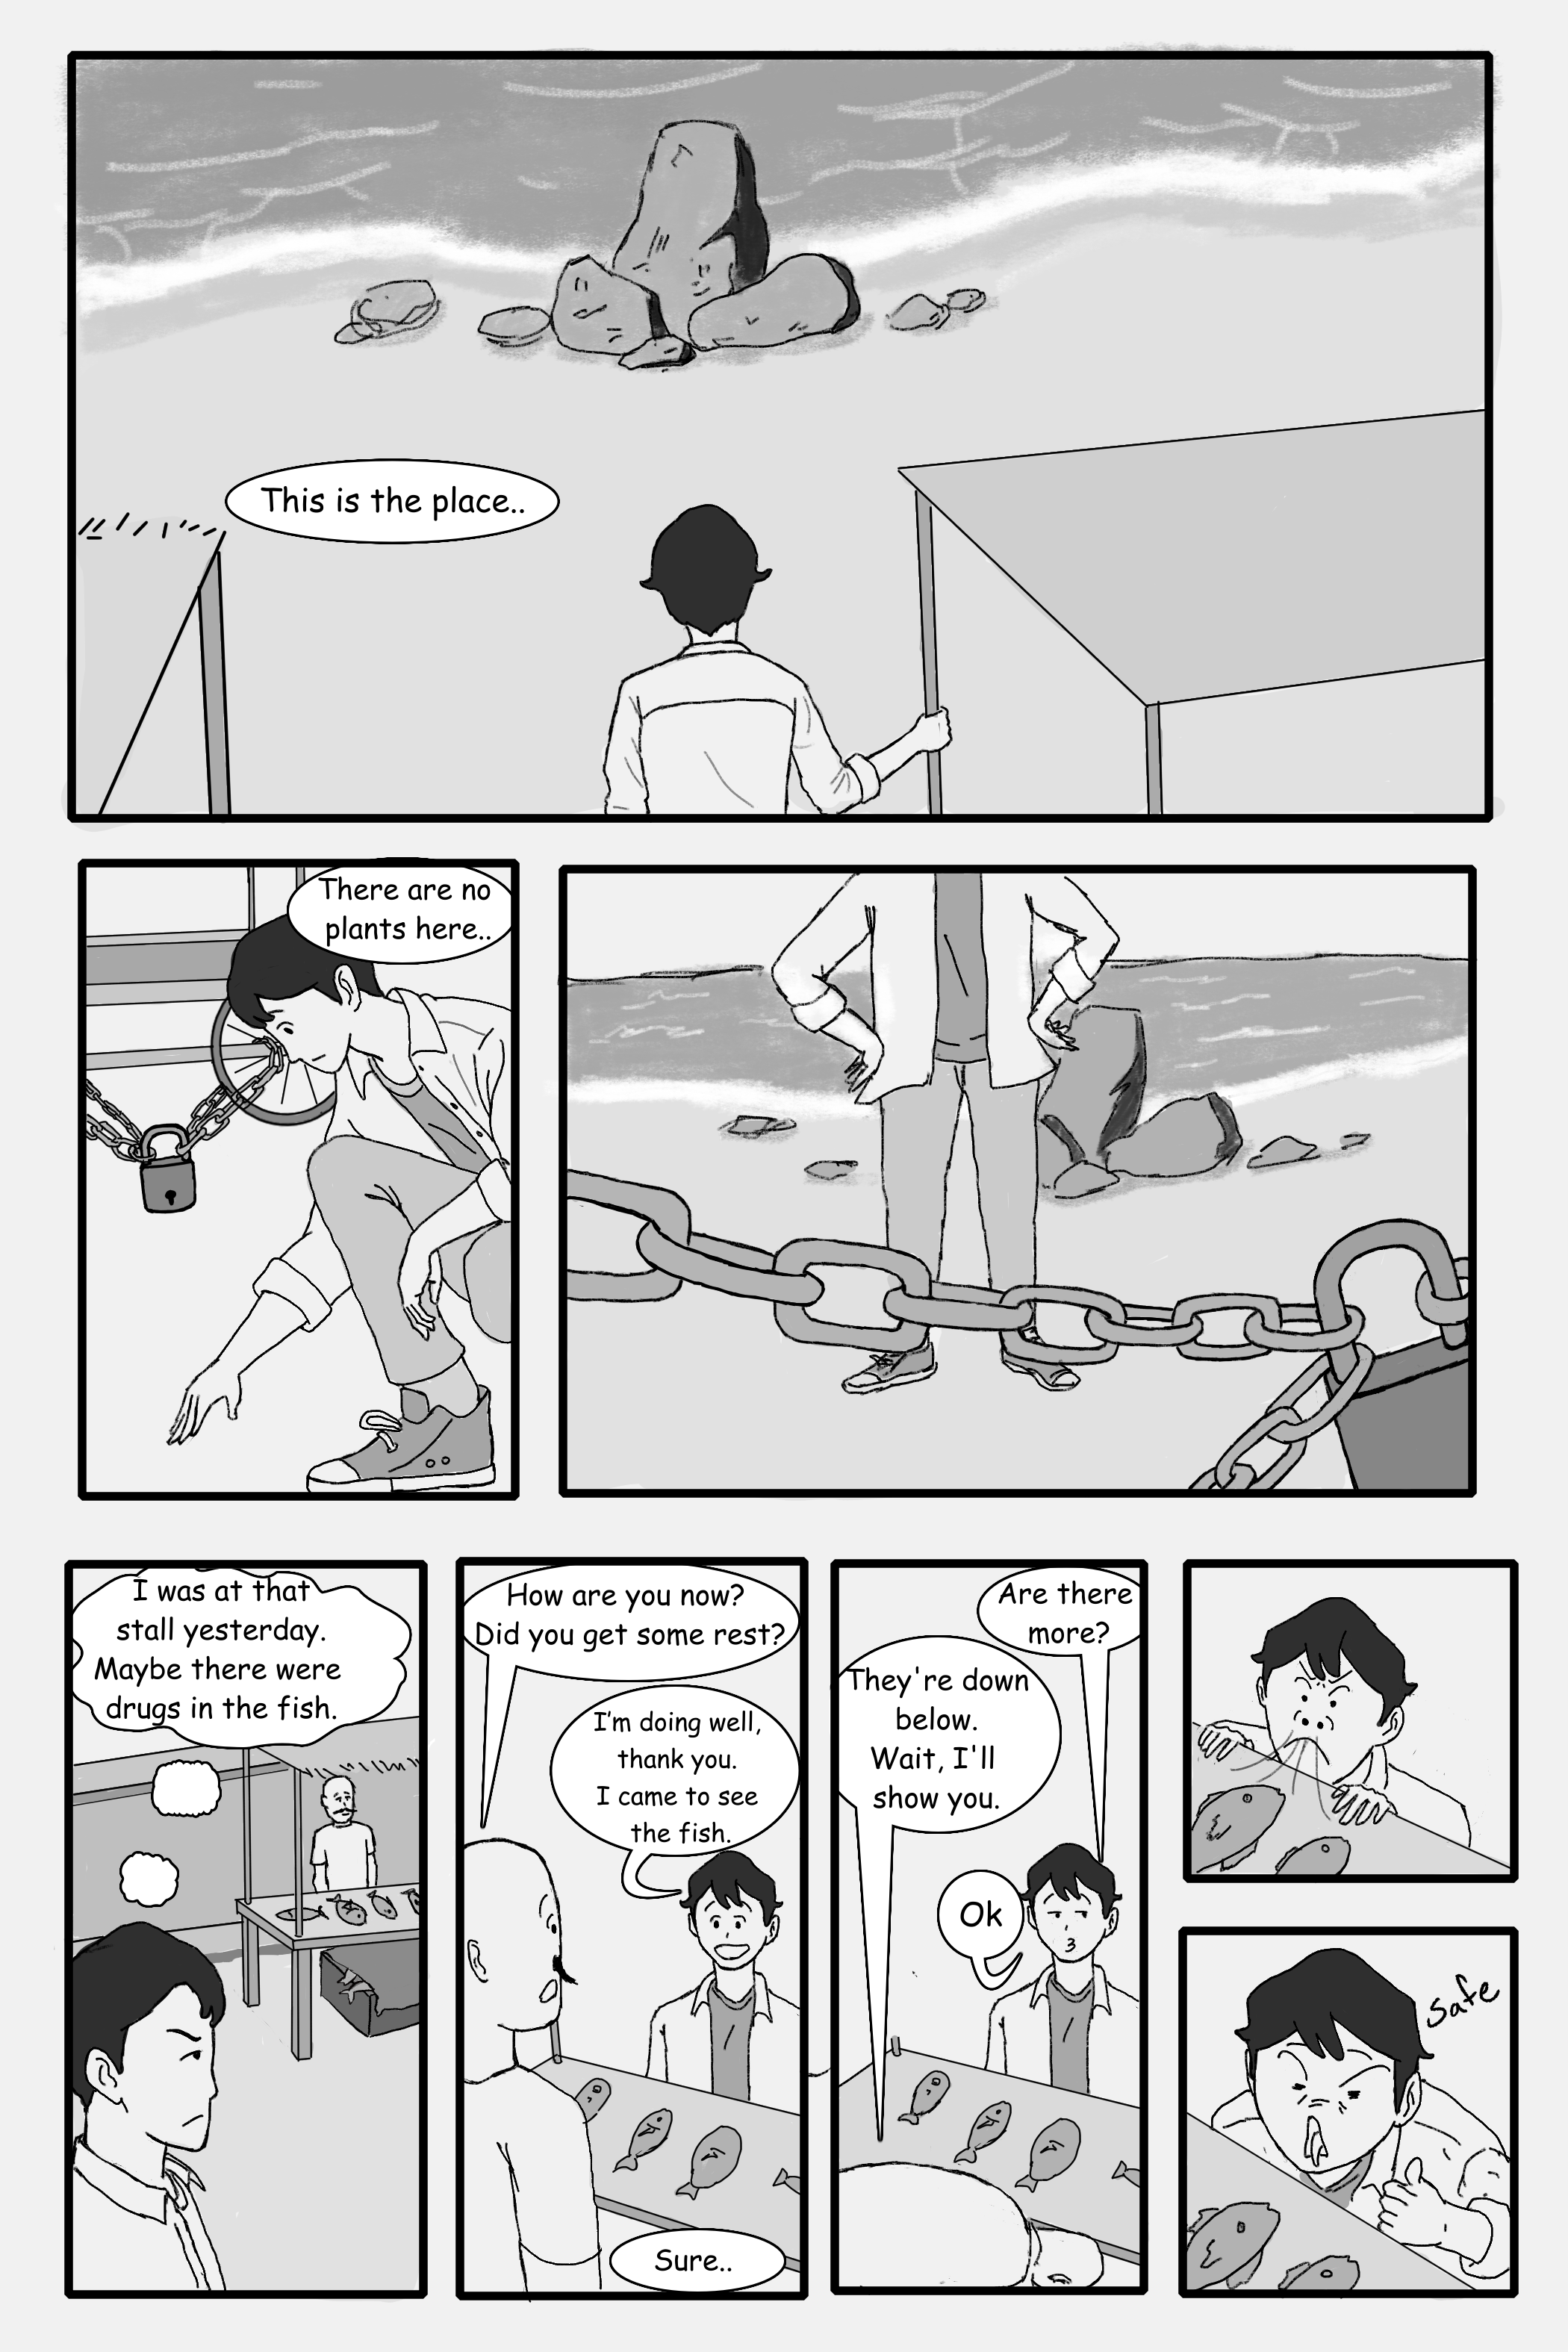 This is the place..
There are no
plants here..
I was at that
stall yesterday.
Maybe there were
drugs in the fish.
How are you now?
Did you get some rest?
I'm doing well,
thank you.
I came to see
the fish.
Sure..
Are there
more?
They're down
below.
Wait, I'll
show you.
Ok
safe